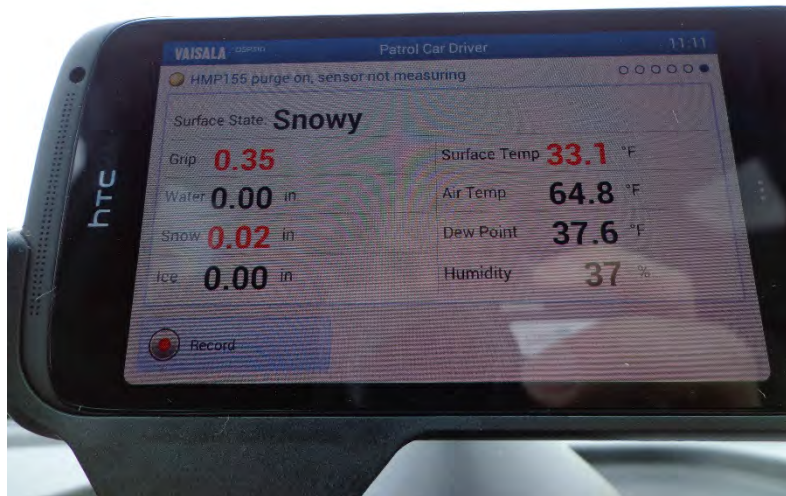 VAISALA DSP310 Patrol Car Driver 11:11
HMP155 purge on, sensor not measuring
Surface State: Snowy
Grip 0.35
Surface Temp 33.1 °F
Water 0.00 in
Air Temp 64.8 °F
Snow 0.02 in
Dew Point 37.6 °F
Ice 0.00 in
Humidity 37 %
Record
hTC